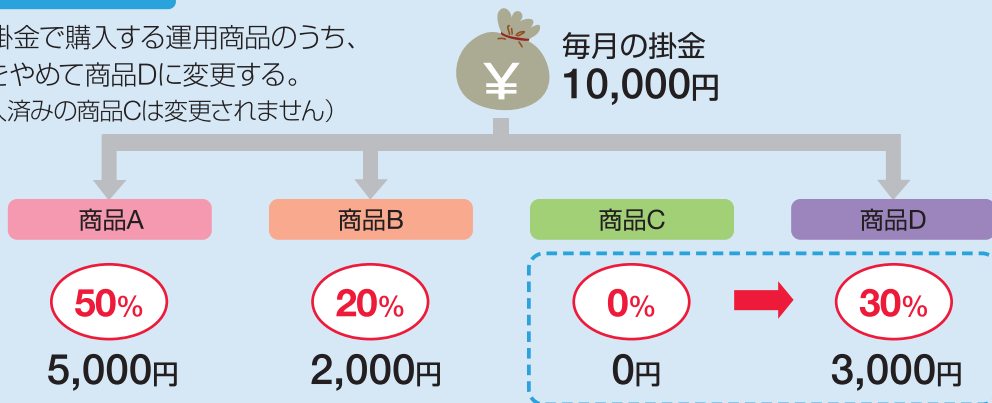 掛金で購入する運用商品のうち、
をやめて商品Dに変更する。
入済みの商品Cは変更されません）
¥
毎月の掛金
10,000円
商品A
商品B
商品C
商品D
50%
20%
0%
30%
5,000円
2,000円
0円
3,000円